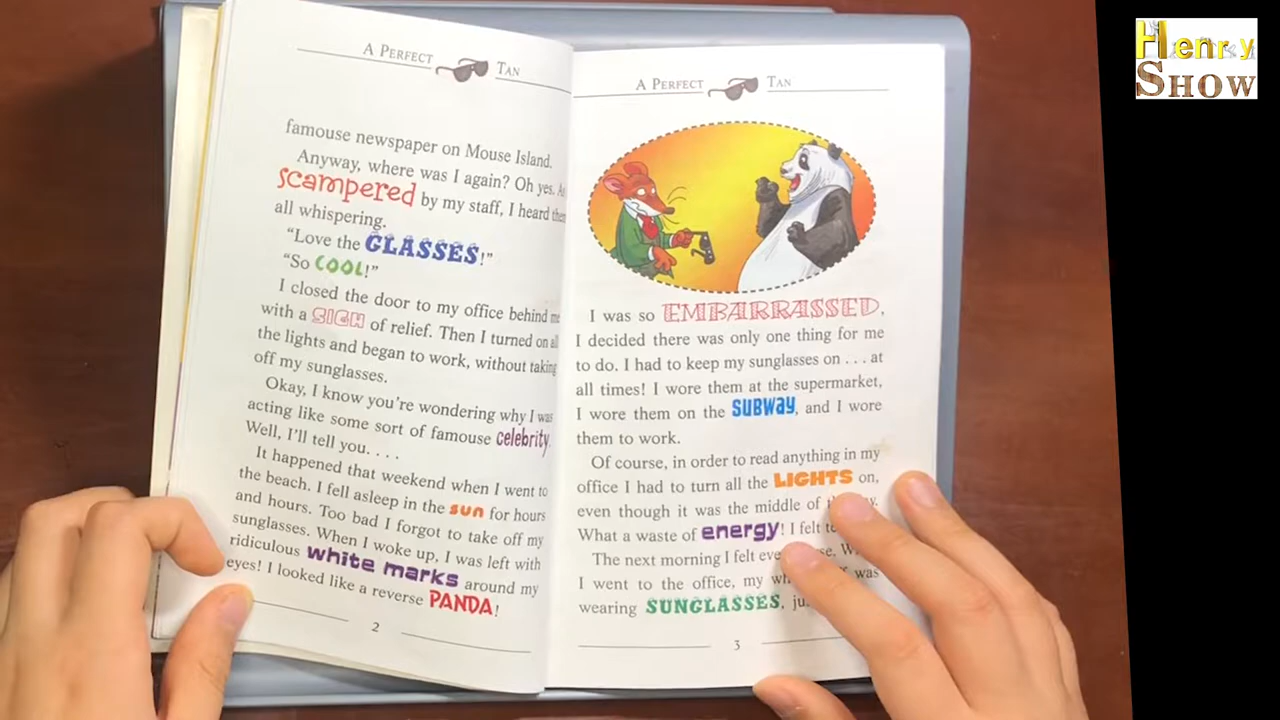 A PERFECT TAN
famouse newspaper on Mouse Island.
Anyway, where was I again? Oh yes. As
scampered by my staff, I heard them
all whispering.
"Love the GLASSES!"
"So COOL!"
I closed the door to my office behind me
with a SIGH of relief. Then I turned on all
the lights and began to work, without taking
off my sunglasses.
Okay, I know you're wondering why I was
acting like some sort of famouse celebrity.
Well, I'll tell you. . . .
It happened that weekend when I went to
the beach. I fell asleep in the sun for hours
and hours. Too bad I forgot to take off my
sunglasses. When I woke up, I was left with
ridiculous white marks around my
eyes! I looked like a reverse PANDA!
2
A PERFECT TAN
I was so EMBARRASSED,
I decided there was only one thing for me
to do. I had to keep my sunglasses on . . . at
all times! I wore them at the supermarket,
I wore them on the SUBWAY, and I wore
them to work.
Of course, in order to read anything in my
office I had to turn all the LIGHTS on,
even though it was the middle of
What a waste of energy! I felt
The next morning I felt
I went to the office, my was
wearing SUNGLASSES,
3
Henry
SHOW